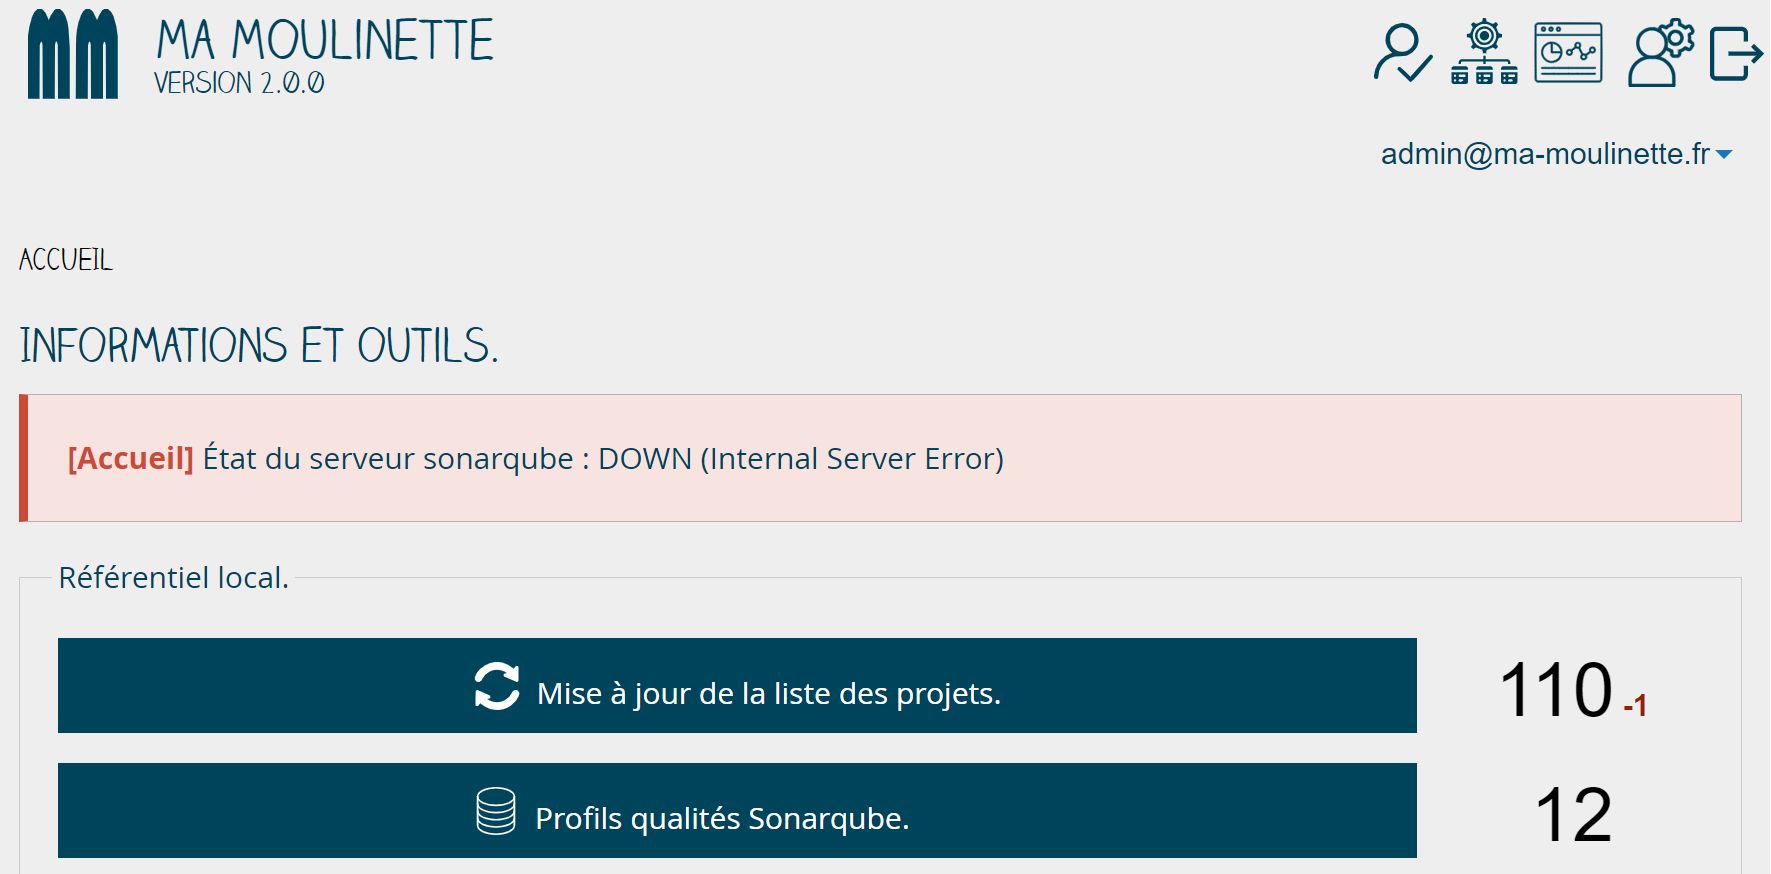 MA MOULINETTE
VERSION 2.0.0
admin@ma-moulinette.fr
ACCUEIL
INFORMATIONS ET OUTILS.
[Accueil] État du serveur sonarqube : DOWN (Internal Server Error)
Référentiel local.
Mise à jour de la liste des projets.
110 -1
Profils qualités Sonarqube.
12